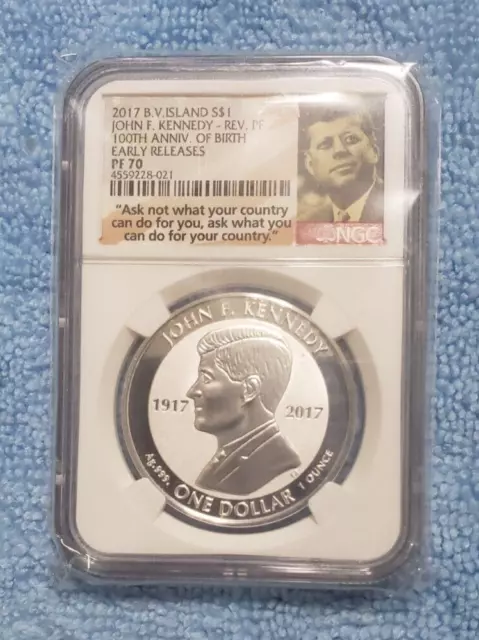 2017 B.V.ISLAND S$1
JOHN F. KENNEDY - REV. PF
100TH ANNIV. OF BIRTH
EARLY RELEASES
PF 70
4559228-021
"Ask not what your country
can do for you, ask what you
can do for your country."
NGC
JOHN F. KENNEDY
1917 2017
Ag.999. ONE DOLLAR 1 OUNCE